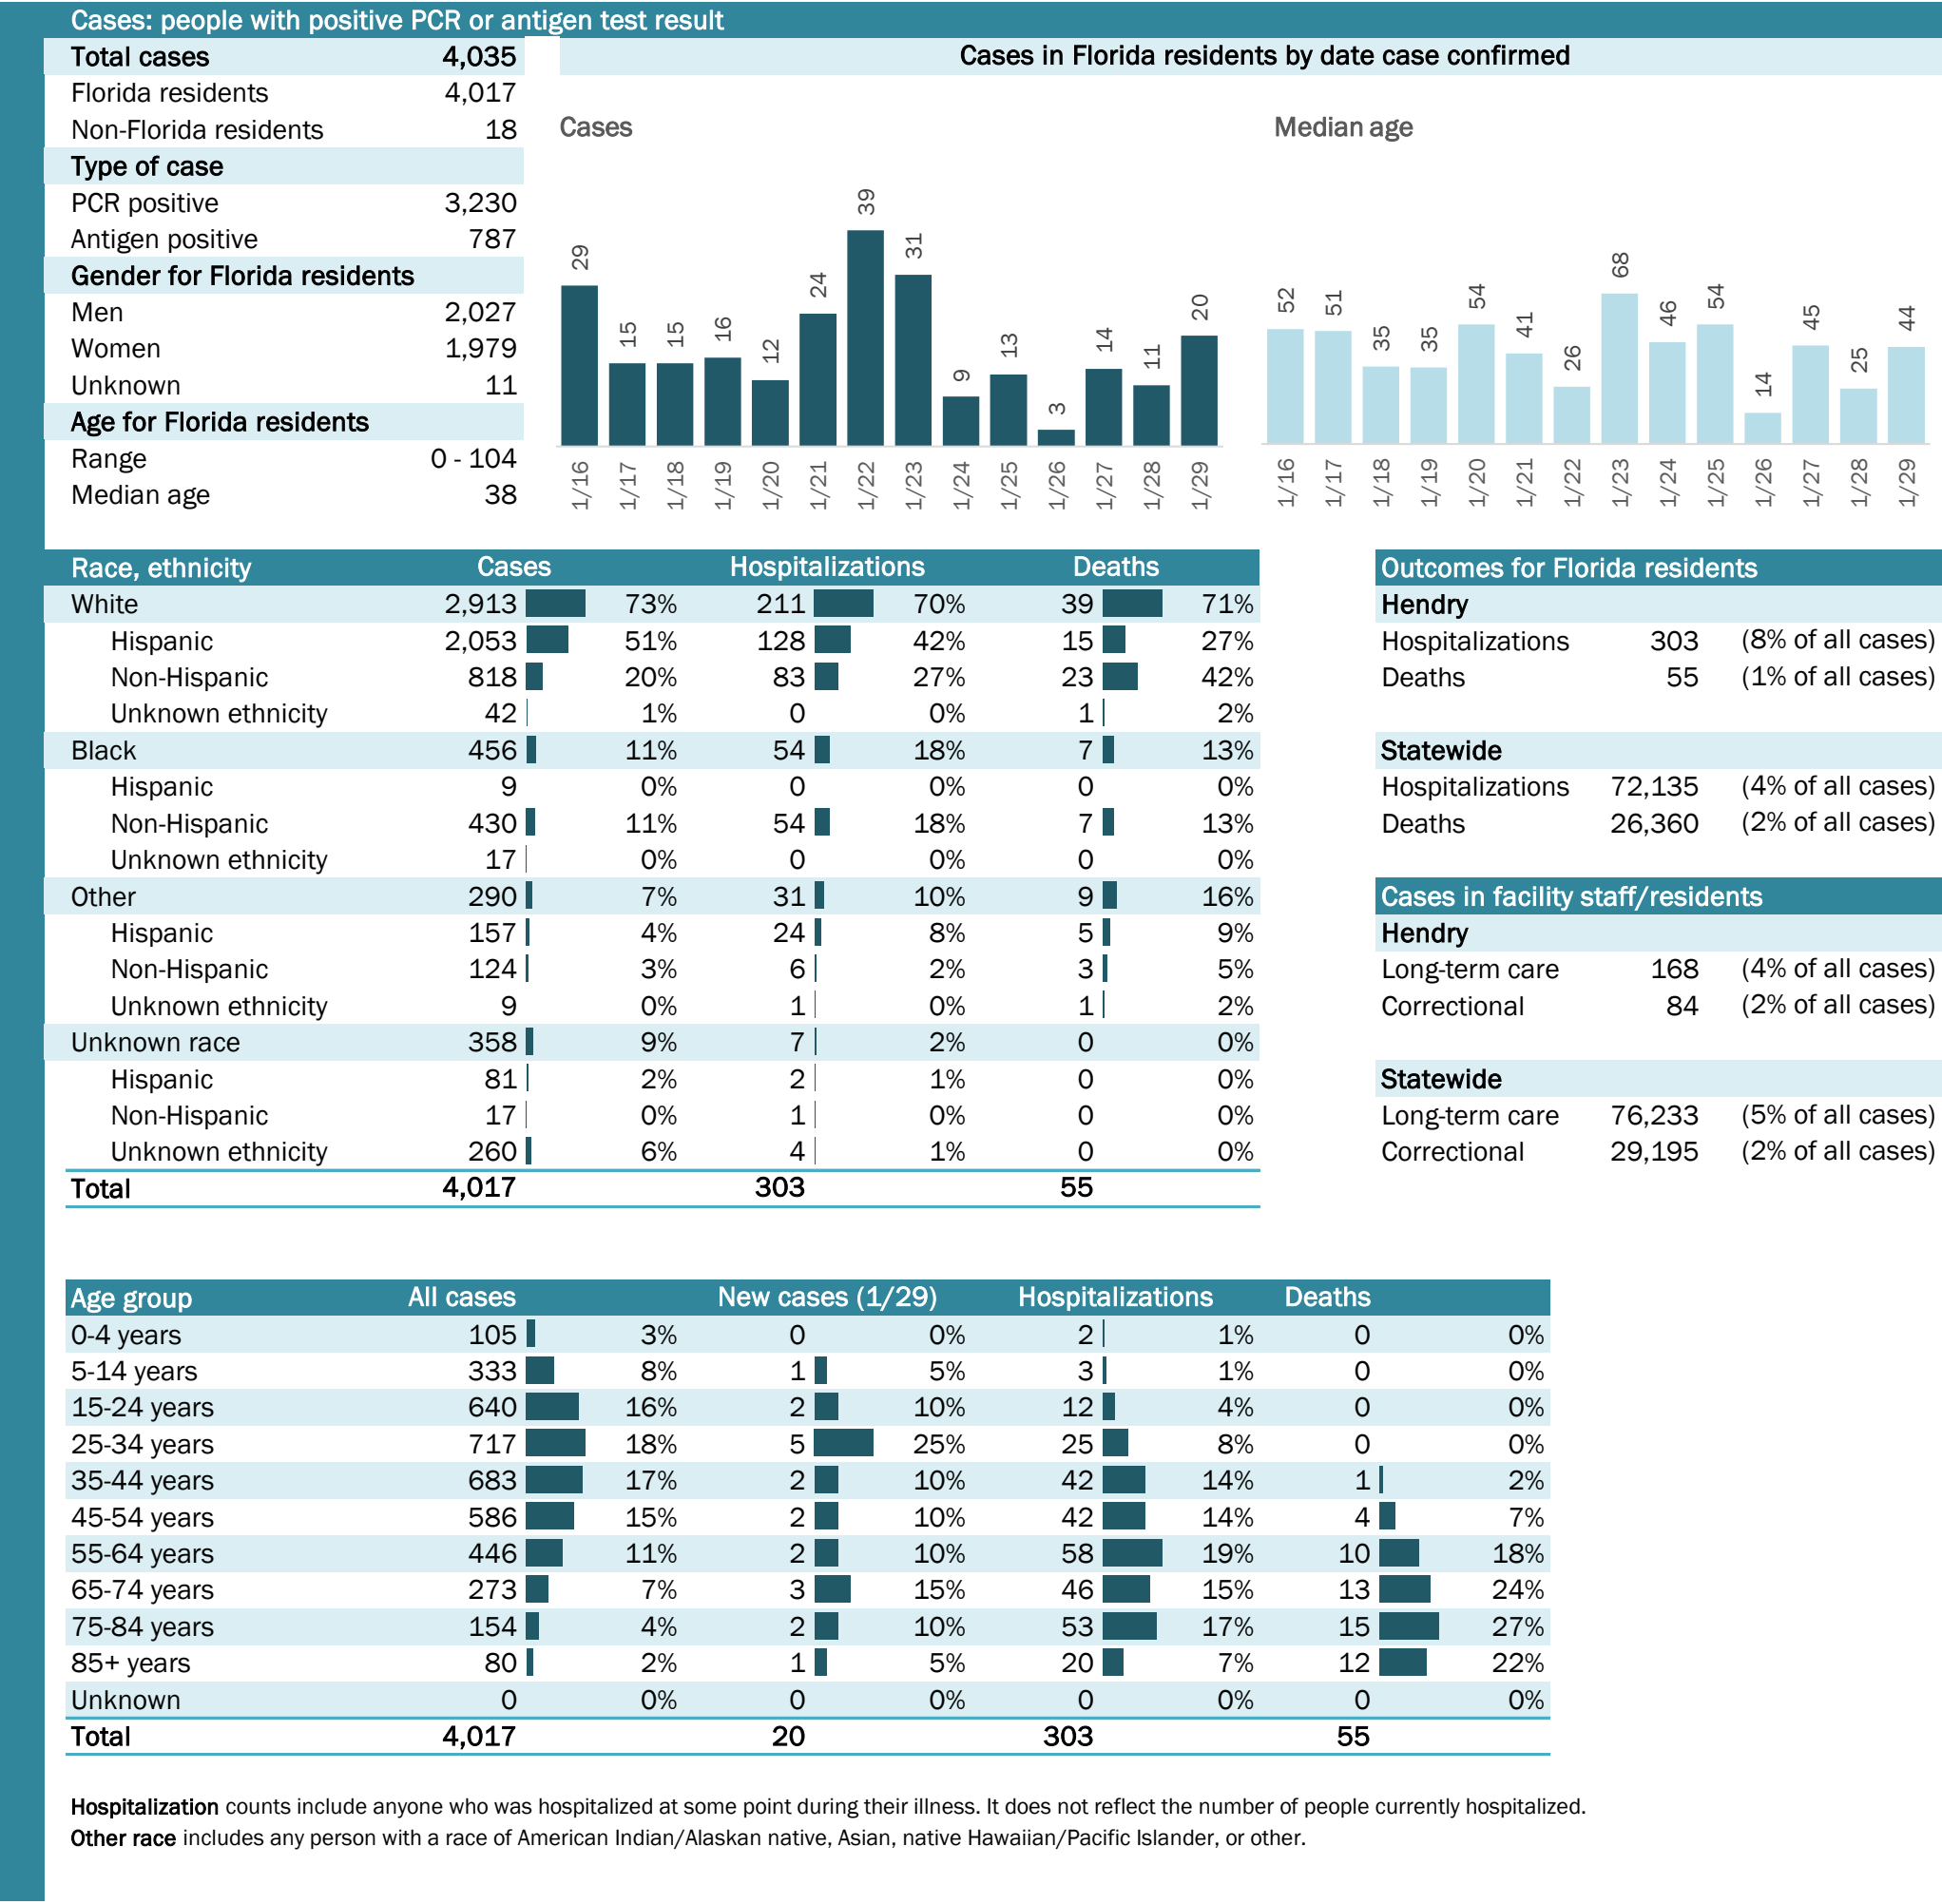 Cases: people with positive PCR or antigen test result
Total cases 4,035
Florida residents 4,017
Non-Florida residents 18
Type of case
PCR positive 3,230
Antigen positive 787
Gender for Florida residents
Men 2,027
Women 1,979
Unknown 11
Age for Florida residents
Range 0 - 104
Median age 38
Cases in Florida residents by date case confirmed
Cases
29 15 15 16 12 24 39 31 9 13 3 14 11 20
1/16 1/17 1/18 1/19 1/20 1/21 1/22 1/23 1/24 1/25 1/26 1/27 1/28 1/29
Median age
52 51 35 35 54 41 26 68 46 54 14 45 25 44
1/16 1/17 1/18 1/19 1/20 1/21 1/22 1/23 1/24 1/25 1/26 1/27 1/28 1/29
Race, ethnicity Cases Hospitalizations Deaths
White 2,913 73% 211 70% 39 71%
Hispanic 2,053 51% 128 42% 15 27%
Non-Hispanic 818 20% 83 27% 23 42%
Unknown ethnicity 42 1% 0 0% 1 2%
Black 456 11% 54 18% 7 13%
Hispanic 9 0% 0 0% 0 0%
Non-Hispanic 430 11% 54 18% 7 13%
Unknown ethnicity 17 0% 0 0% 0 0%
Other 290 7% 31 10% 9 16%
Hispanic 157 4% 24 8% 5 9%
Non-Hispanic 124 3% 6 2% 3 5%
Unknown ethnicity 9 0% 1 0% 1 2%
Unknown race 358 9% 7 2% 0 0%
Hispanic 81 2% 2 1% 0 0%
Non-Hispanic 17 0% 1 0% 0 0%
Unknown ethnicity 260 6% 4 1% 0 0%
Total 4,017 303 55
Outcomes for Florida residents
Hendry
Hospitalizations 303 (8% of all cases)
Deaths 55 (1% of all cases)
Statewide
Hospitalizations 72,135 (4% of all cases)
Deaths 26,360 (2% of all cases)
Cases in facility staff/residents
Hendry
Long-term care 168 (4% of all cases)
Correctional 84 (2% of all cases)
Statewide
Long-term care 76,233 (5% of all cases)
Correctional 29,195 (2% of all cases)
Age group All cases New cases (1/29) Hospitalizations Deaths
0-4 years 105 3% 0 0% 2 1% 0 0%
5-14 years 333 8% 1 5% 3 1% 0 0%
15-24 years 640 16% 2 10% 12 4% 0 0%
25-34 years 717 18% 5 25% 25 8% 0 0%
35-44 years 683 17% 2 10% 42 14% 1 2%
45-54 years 586 15% 2 10% 42 14% 4 7%
55-64 years 446 11% 2 10% 58 19% 10 18%
65-74 years 273 7% 3 15% 46 15% 13 24%
75-84 years 154 4% 2 10% 53 17% 15 27%
85+ years 80 2% 1 5% 20 7% 12 22%
Unknown 0 0% 0 0% 0 0% 0 0%
Total 4,017 20 303 55
Hospitalization counts include anyone who was hospitalized at some point during their illness. It does not reflect the number of people currently hospitalized.
Other race includes any person with a race of American Indian/Alaskan native, Asian, native Hawaiian/Pacific Islander, or other.